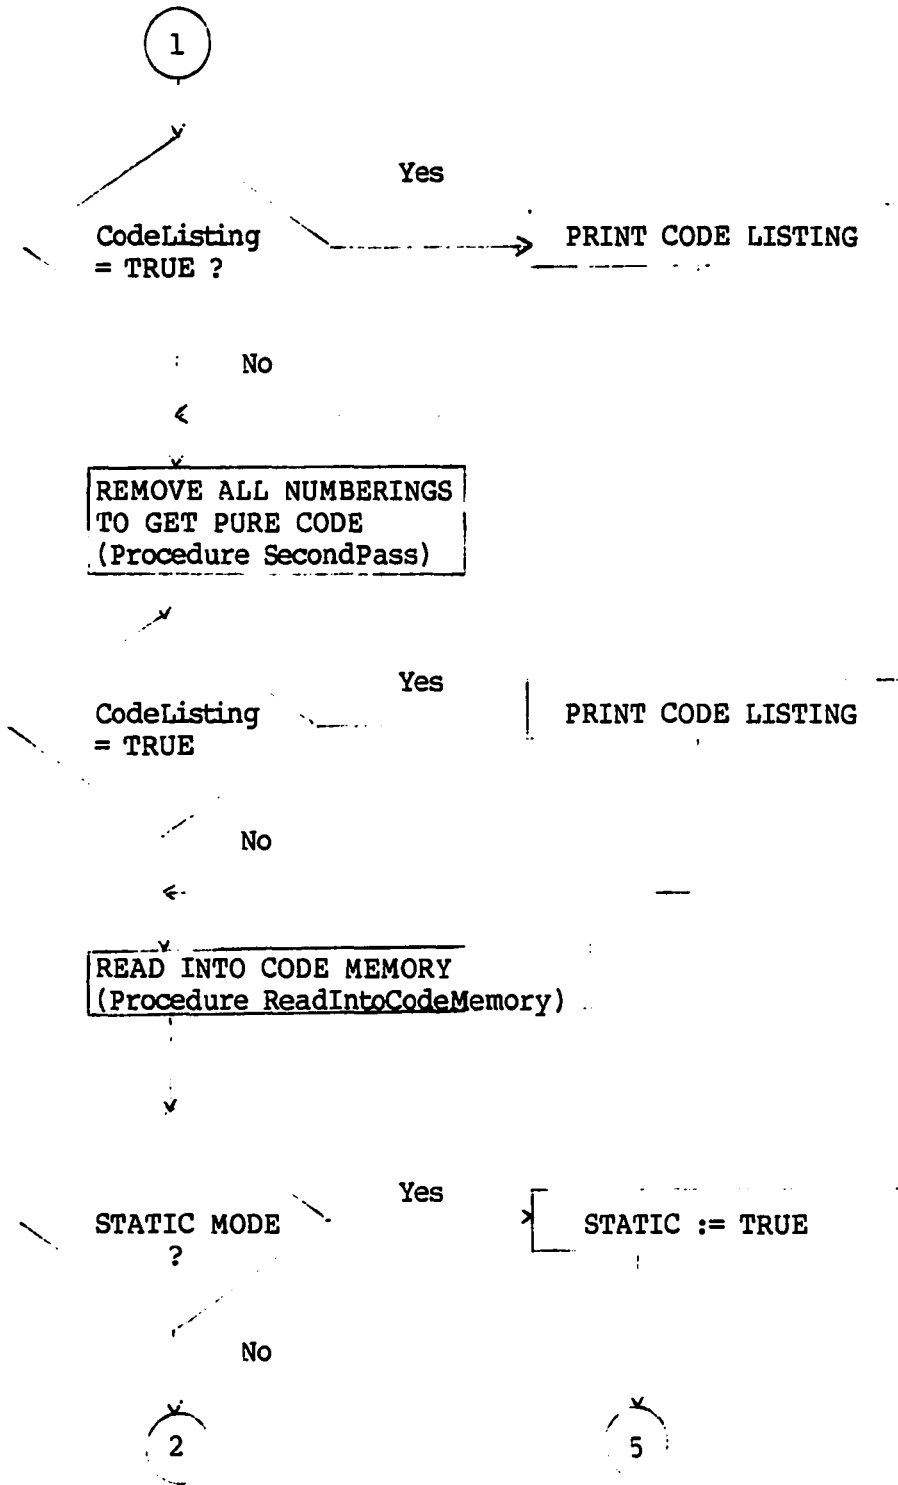 1
Yes
CodeListing
= TRUE ?
PRINT CODE LISTING
No
REMOVE ALL NUMBERINGS
TO GET PURE CODE
(Procedure SecondPass)
Yes
CodeListing
= TRUE
PRINT CODE LISTING
No
READ INTO CODE MEMORY
(Procedure ReadIntoCodeMemory)
Yes
STATIC MODE
?
STATIC := TRUE
No
2
5